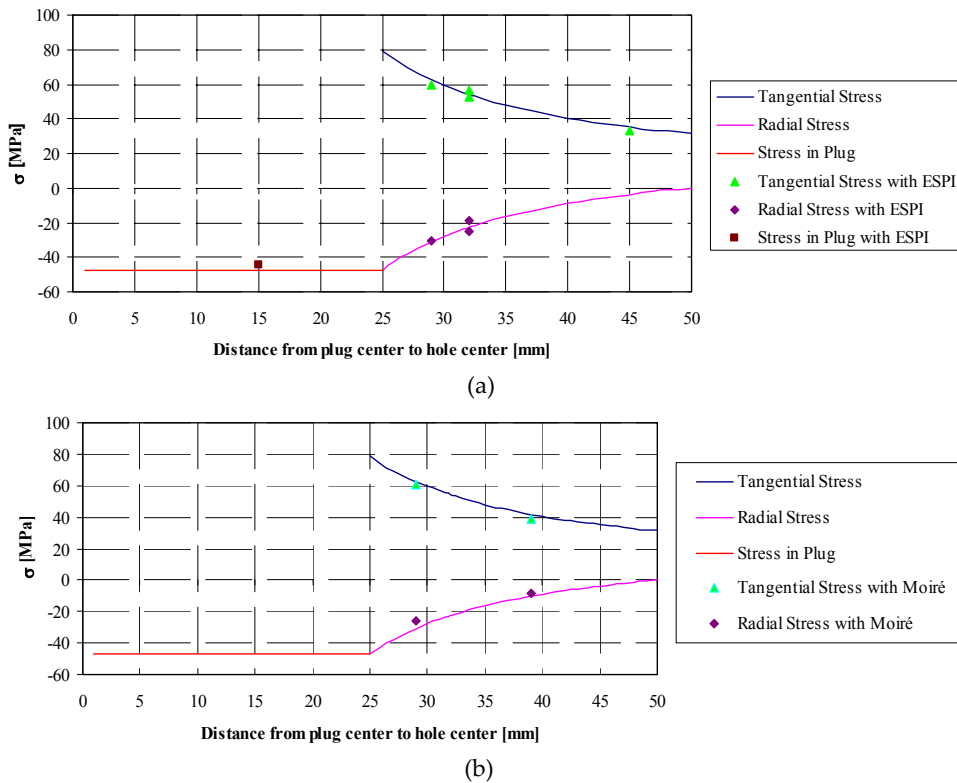 100
80
60
40
20
0
-20
-40
-60
σ [MPa]
0 5 10 15 20 25 30 35 40 45 50
Distance from plug center to hole center [mm]
Tangential Stress
Radial Stress
Stress in Plug
Tangential Stress with ESPI
Radial Stress with ESPI
Stress in Plug with ESPI
(a)
100
80
60
40
20
0
-20
-40
-60
σ [MPa]
0 5 10 15 20 25 30 35 40 45 50
Distance from plug center to hole center [mm]
Tangential Stress
Radial Stress
Stress in Plug
Tangential Stress with Moiré
Radial Stress with Moiré
(b)